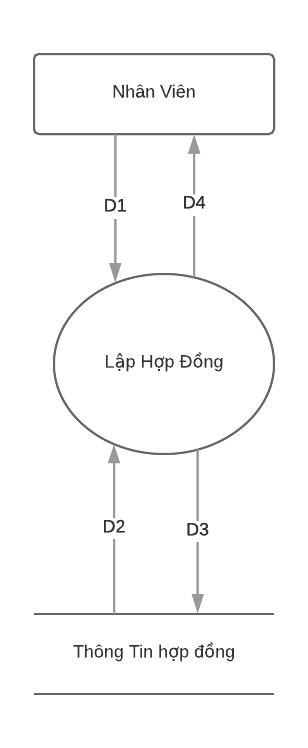 Nhân Viên
D1
D4
Lập Hợp Đồng
D2
D3
Thông Tin hợp đồng